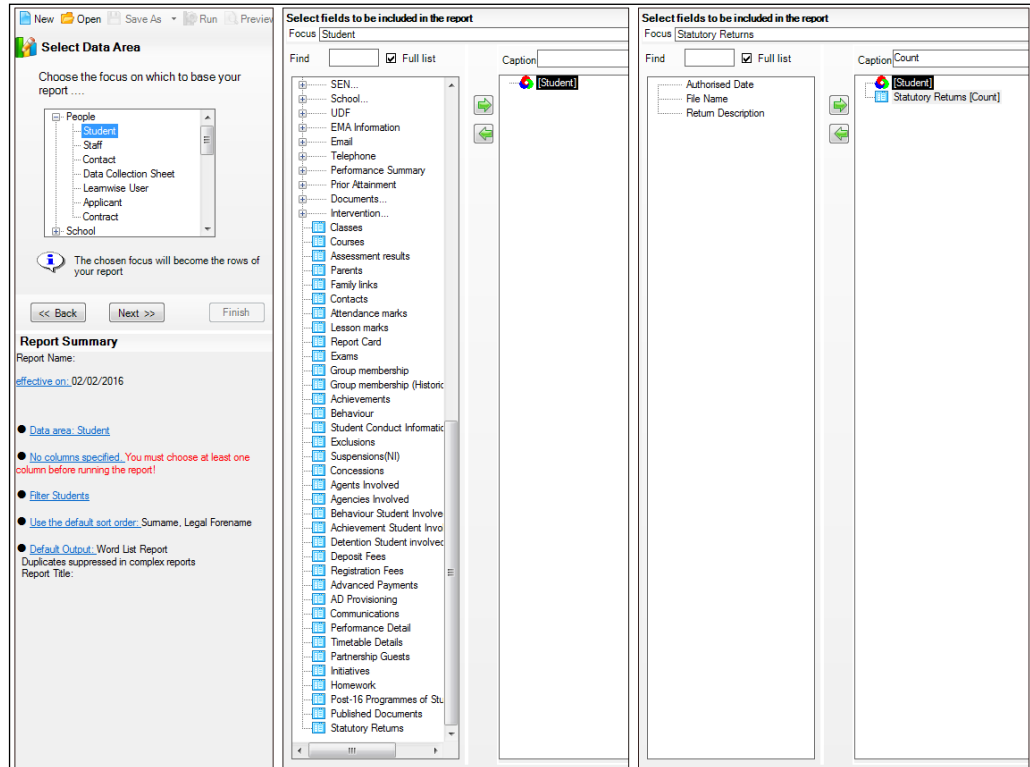 New Open Save As Run Preview
Select Data Area
Choose the focus on which to base your
report ....
People
Student
Staff
Contact
Data Collection Sheet
Learnwise User
Applicant
Contract
School
The chosen focus will become the rows of
your report
<< Back Next >> Finish
Report Summary
Report Name:
effective on: 02/02/2016
Data area: Student
No columns specified. You must choose at least one
column before running the report!
Filter Students
Use the default sort order: Surname, Legal Forename
Default Output: Word List Report
Duplicates suppressed in complex reports
Report Title:
Select fields to be included in the report
Focus Student
Find Full list Caption
SEN...
School...
UDF
EMA Information
Email
Telephone
Performance Summary
Prior Attainment
Documents...
Intervention...
Classes
Courses
Assessment results
Parents
Family links
Contacts
Attendance marks
Lesson marks
Report Card
Exams
Group membership
Group membership (Historic
Achievements
Behaviour
Student Conduct Informatic
Exclusions
Suspensions(NI)
Concessions
Agents Involved
Agencies Involved
Behaviour Student Involve
Achievement Student Invo
Detention Student involved
Deposit Fees
Registration Fees
Advanced Payments
AD Provisioning
Communications
Performance Detail
Timetable Details
Partnership Guests
Initiatives
Homework
Post-16 Programmes of Stu
Published Documents
Statutory Returns
[Student]
Select fields to be included in the report
Focus Statutory Returns
Find Full list Caption Count
Authorised Date
File Name
Return Description
[Student]
Statutory Returns [Count]